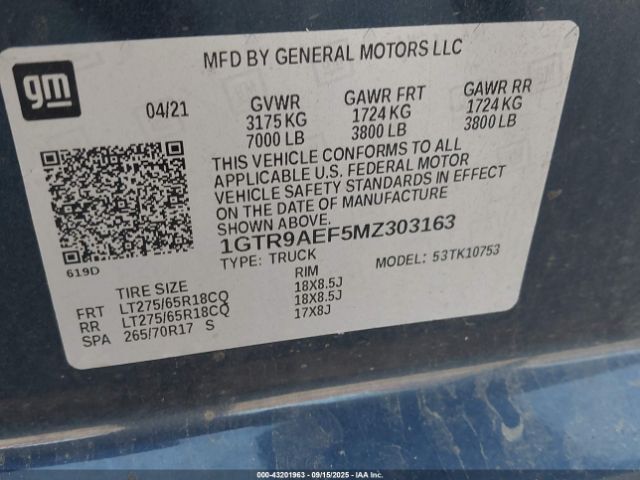 gm
MFD BY GENERAL MOTORS LLC
04/21
GVWR GAWR FRT GAWR RR
3175 KG 1724 KG 1724 KG
7000 LB 3800 LB 3800 LB
THIS VEHICLE CONFORMS TO ALL
APPLICABLE U.S. FEDERAL MOTOR
VEHICLE SAFETY STANDARDS IN EFFECT
ON THE DATE OF MANUFACTURE
SHOWN ABOVE.
1GTR9AEF5MZ303163
619D
TYPE: TRUCK MODEL: 53TK10753
TIRE SIZE RIM
FRT LT275/65R18CQ 18X8.5J
RR LT275/65R18CQ 18X8.5J
SPA 265/70R17 S 17X8J
000-43201963 - 09/15/2025 - IAA Inc.